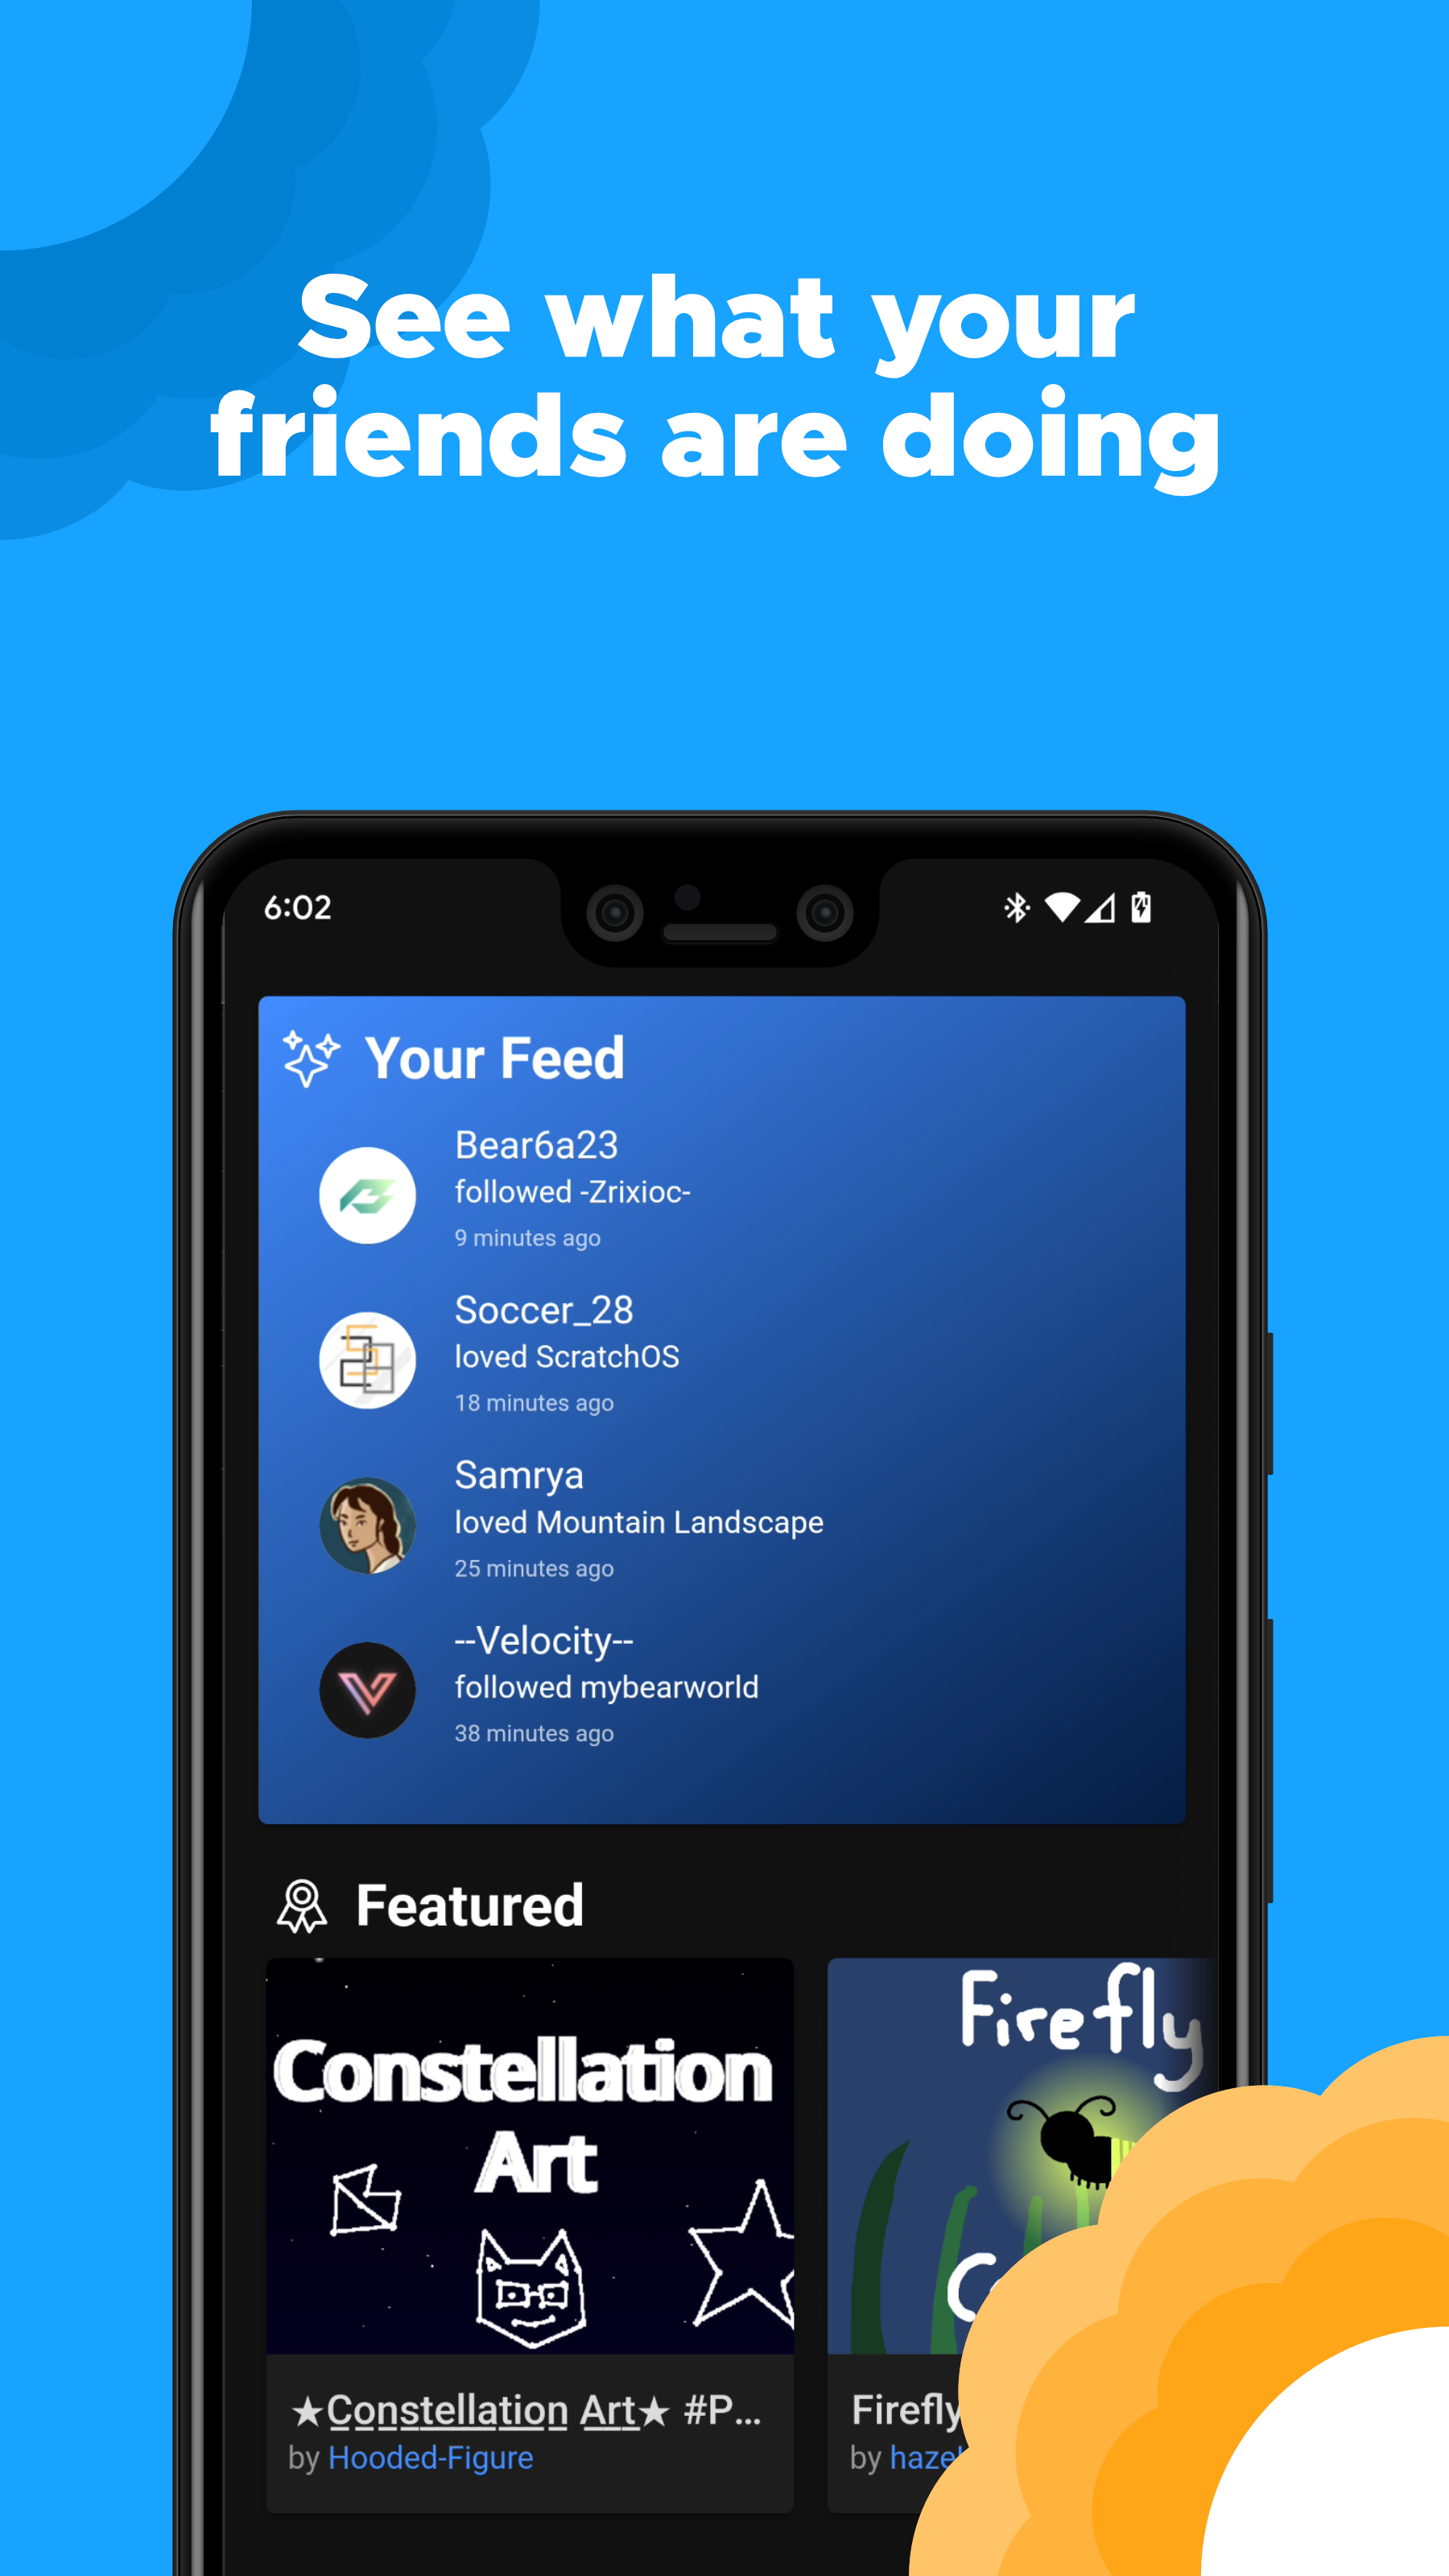 See what your
friends are doing
6:02
Your Feed
Bear6a23
followed -Zrixioc-
9 minutes ago
Soccer_28
loved ScratchOS
18 minutes ago
Samrya
loved Mountain Landscape
25 minutes ago
--Velocity--
followed mybearworld
38 minutes ago
Featured
Constellation
Art
Firefly
★Constellation Art★ #P...
by Hooded-Figure
Firefly
by